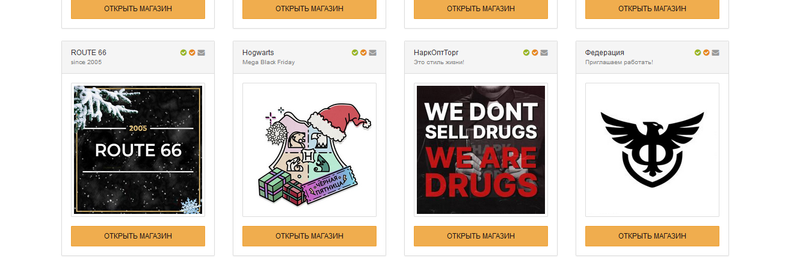 ОТКРЫТЬ МАГАЗИН
ОТКРЫТЬ МАГАЗИН
ОТКРЫТЬ МАГАЗИН
ОТКРЫТЬ МАГАЗИН
ROUTE 66
since 2005
2005
ROUTE 66
ОТКРЫТЬ МАГАЗИН
Hogwarts
Mega Black Friday
ЧЕРНАЯ
ПЯТНИЦА
ОТКРЫТЬ МАГАЗИН
НаркОптТорг
Это стиль жизни!
WE DONT
SELL DRUGS
WE ARE
DRUGS
ОТКРЫТЬ МАГАЗИН
Федерация
Приглашаем работать!
ОТКРЫТЬ МАГАЗИН